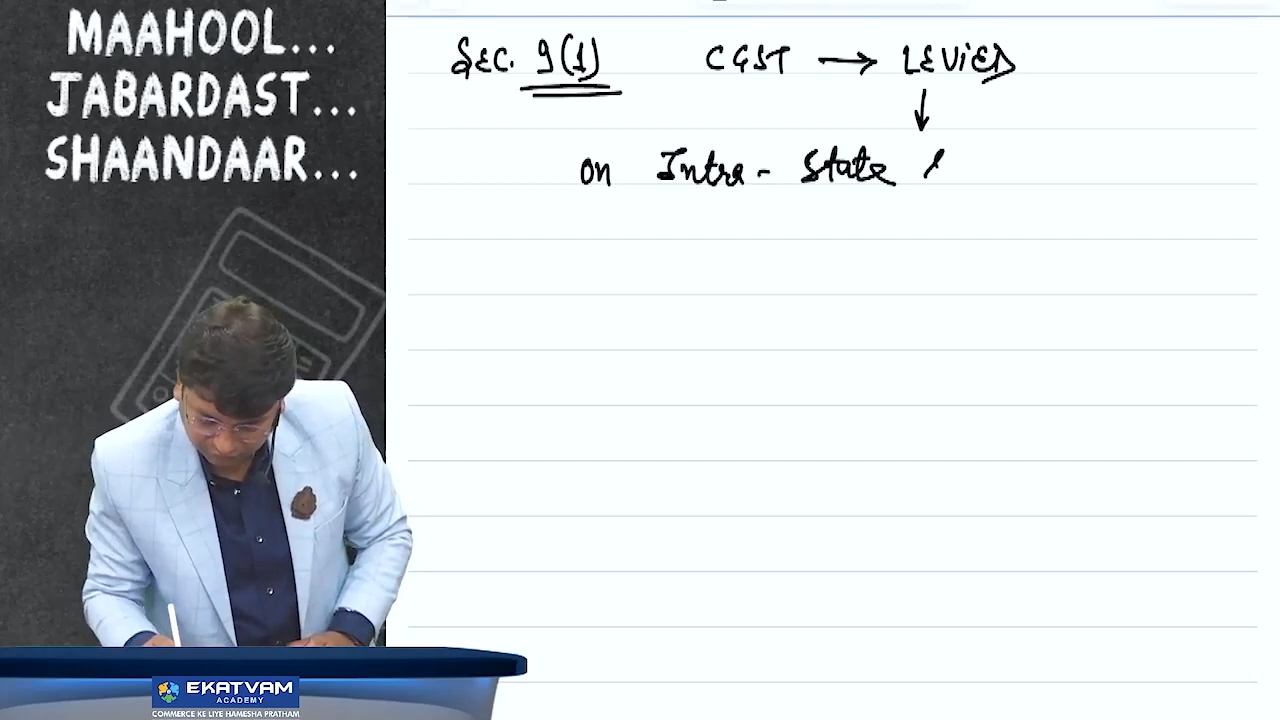 MAAHOOL...
JABARDAST...
SHAANDAAR...
SEC. 9(1) CGST → LEVIED
↓
on Intra - State
EKATVAM
ACADEMY
COMMERCE KE LIYE HAMESHA PRATHAM